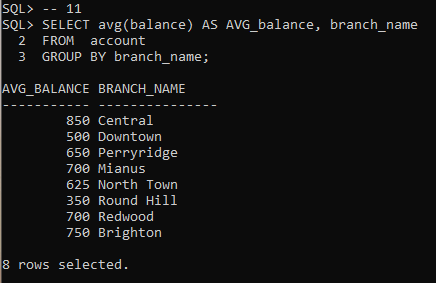 SQL> -- 11
SQL> SELECT avg(balance) AS AVG_balance, branch_name
  2  FROM  account
  3  GROUP BY branch_name;

AVG_BALANCE BRANCH_NAME
----------- ---------------
        850 Central
        500 Downtown
        650 Perryridge
        700 Mianus
        625 North Town
        350 Round Hill
        700 Redwood
        750 Brighton

8 rows selected.